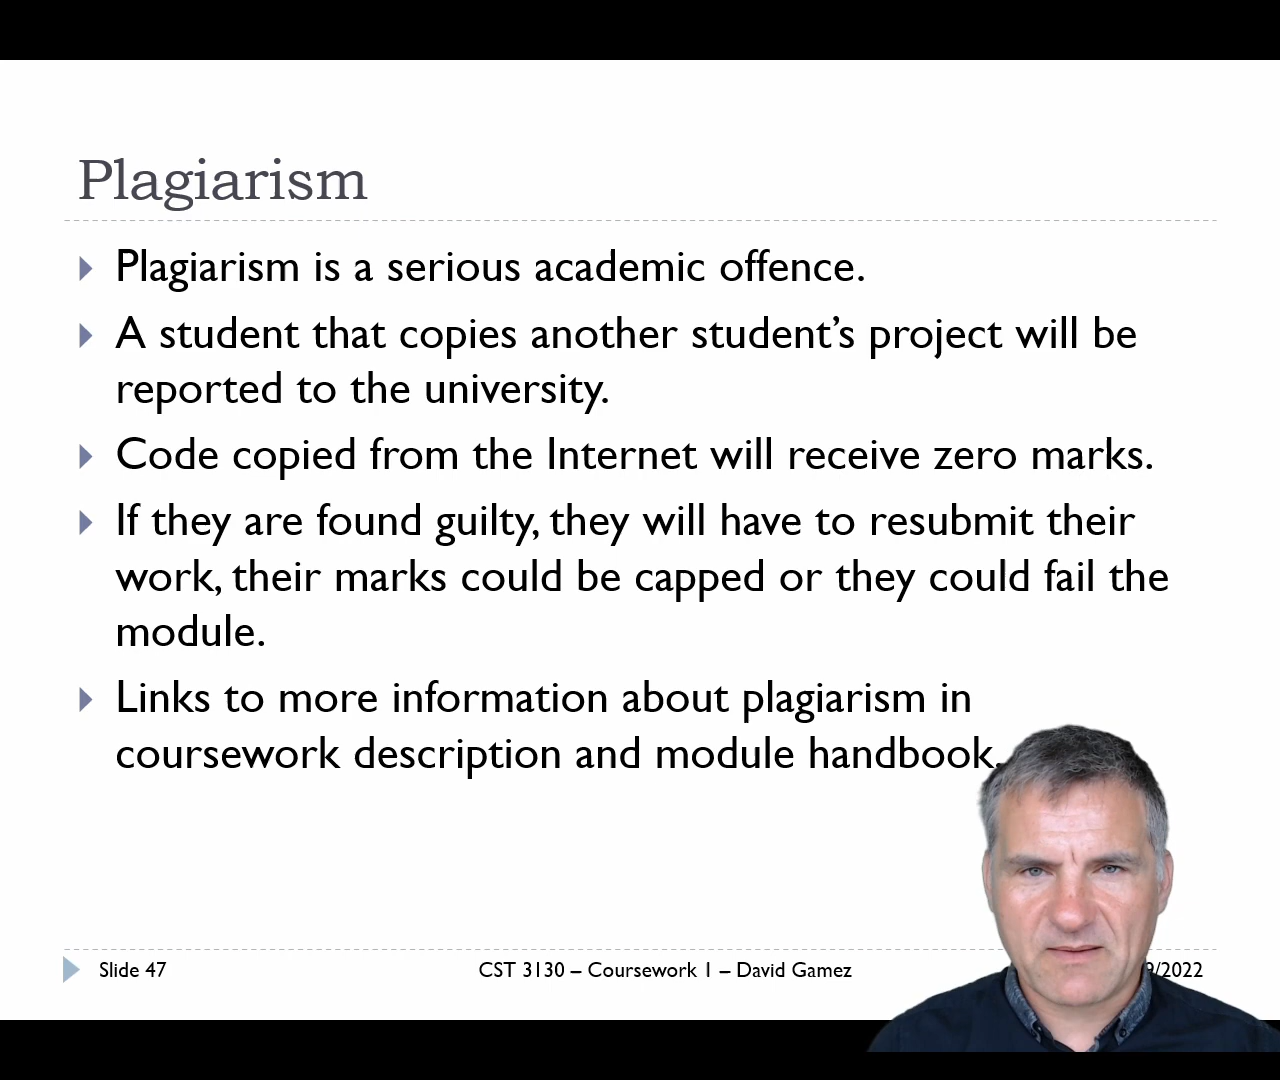 Plagiarism
Plagiarism is a serious academic offence.
A student that copies another student’s project will be
reported to the university.
Code copied from the Internet will receive zero marks.
If they are found guilty, they will have to resubmit their
work, their marks could be capped or they could fail the
module.
Links to more information about plagiarism in
coursework description and module handbook.
Slide 47
CST 3130 – Coursework 1 – David Gamez
/2022